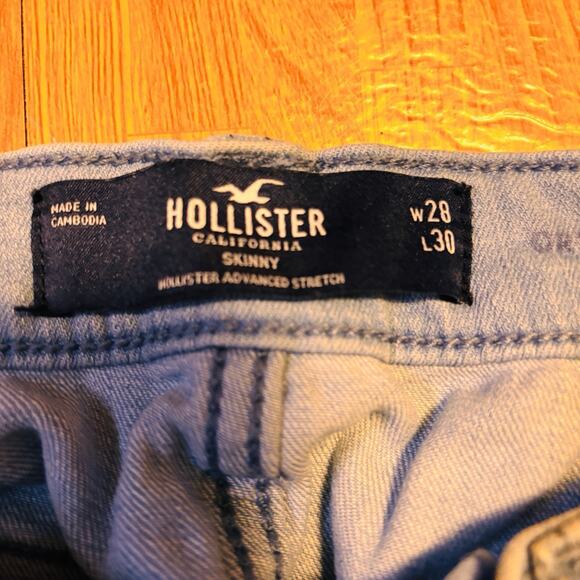 MADE IN
CAMBODIA
HOLLISTER
CALIFORNIA
SKINNY
HOLLISTER ADVANCED STRETCH
W28
L30